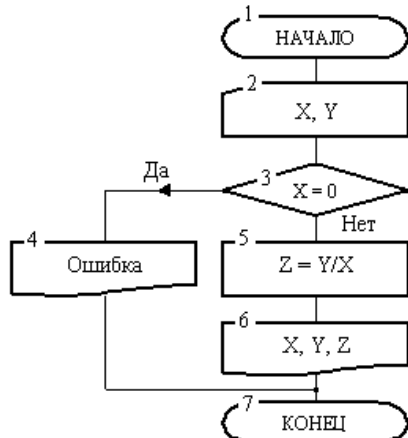 1
НАЧАЛО
2
X, Y
3
X = 0
Да
Нет
4
Ошибка
5
Z = Y/X
6
X, Y, Z
7
КОНЕЦ